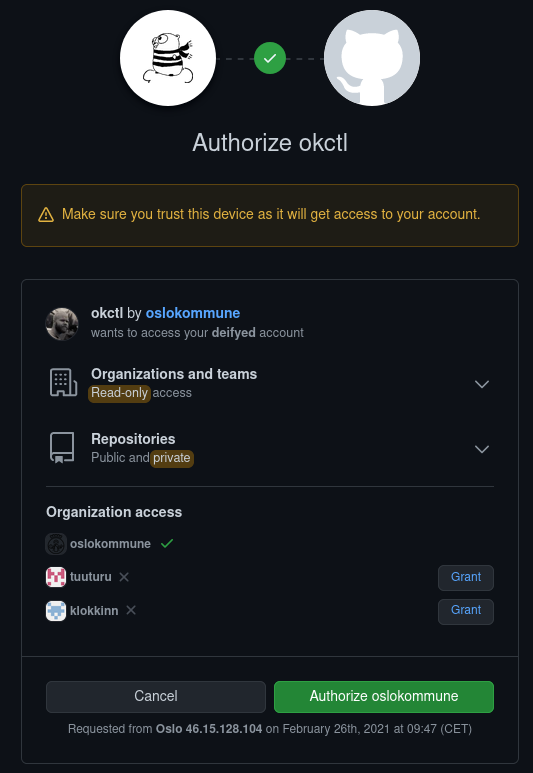 Authorize okctl
Make sure you trust this device as it will get access to your account.
okctl by oslokommune
wants to access your deifyed account
Organizations and teams
Read-only access
Repositories
Public and private
Organization access
oslokommune
tuuturu
Grant
klokkinn
Grant
Cancel
Authorize oslokommune
Requested from Oslo 46.15.128.104 on February 26th, 2021 at 09:47 (CET)